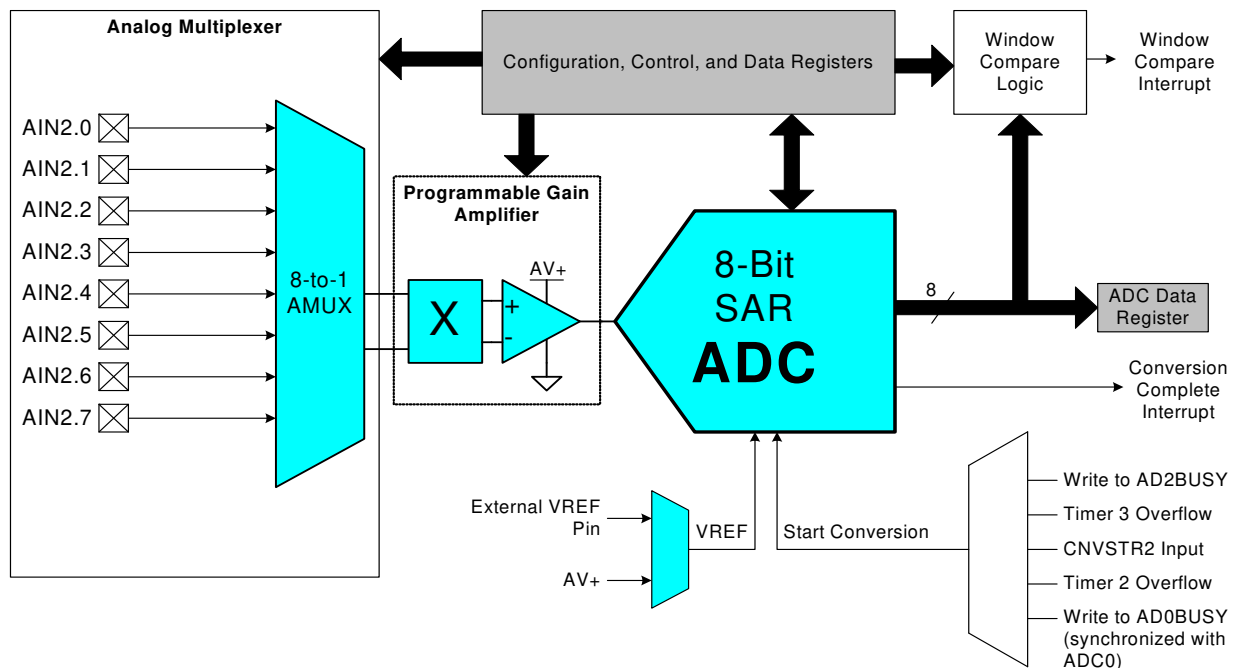 Analog Multiplexer
AIN2.0
AIN2.1
AIN2.2
AIN2.3
AIN2.4
AIN2.5
AIN2.6
AIN2.7
8-to-1
AMUX
Configuration, Control, and Data Registers
Window
Compare
Logic
Window
Compare
Interrupt
Programmable Gain
Amplifier
X
+
-
AV+
8-Bit
SAR
ADC
8
ADC Data
Register
Conversion
Complete
Interrupt
External VREF
Pin
AV+
VREF
Start Conversion
Write to AD2BUSY
Timer 3 Overflow
CNVSTR2 Input
Timer 2 Overflow
Write to AD0BUSY
(synchronized with
ADC0)